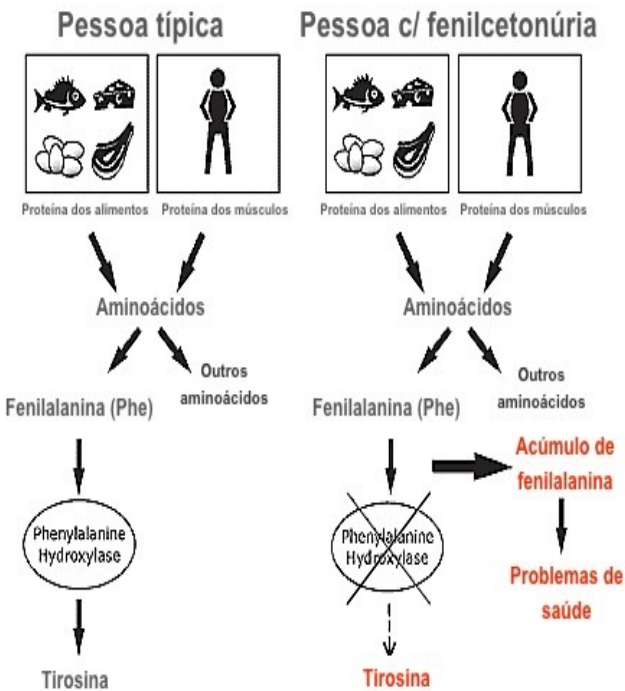 Pessoa típica
Proteína dos alimentos
Proteína dos músculos
Aminoácidos
Outros
aminoácidos
Fenilalanina (Phe)
Phenylalanine
Hydroxylase
Tirosina
Pessoa c/ fenilcetonúria
Proteína dos alimentos
Proteína dos músculos
Aminoácidos
Outros
aminoácidos
Fenilalanina (Phe)
Acúmulo de
fenilalanina
Phenylalanine
Hydroxylase
Problemas de
saúde
Tirosina